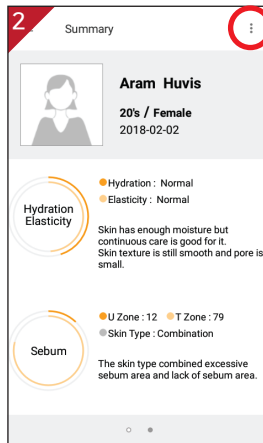 2
Summary
Aram Huvis
20's / Female
2018-02-02
Hydration
Elasticity
Hydration : Normal
Elasticity : Normal
Skin has enough moisture but
continuous care is good for it.
Skin texture is still smooth and pore is
small.
Sebum
U Zone : 12 T Zone : 79
Skin Type : Combination
The skin type combined excessive
sebum area and lack of sebum area.